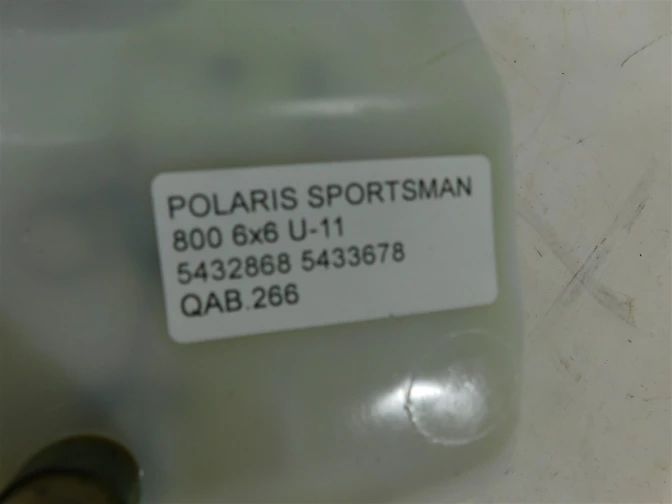 POLARIS SPORTSMAN
800 6x6 U-11
5432868 5433678
QAB.266